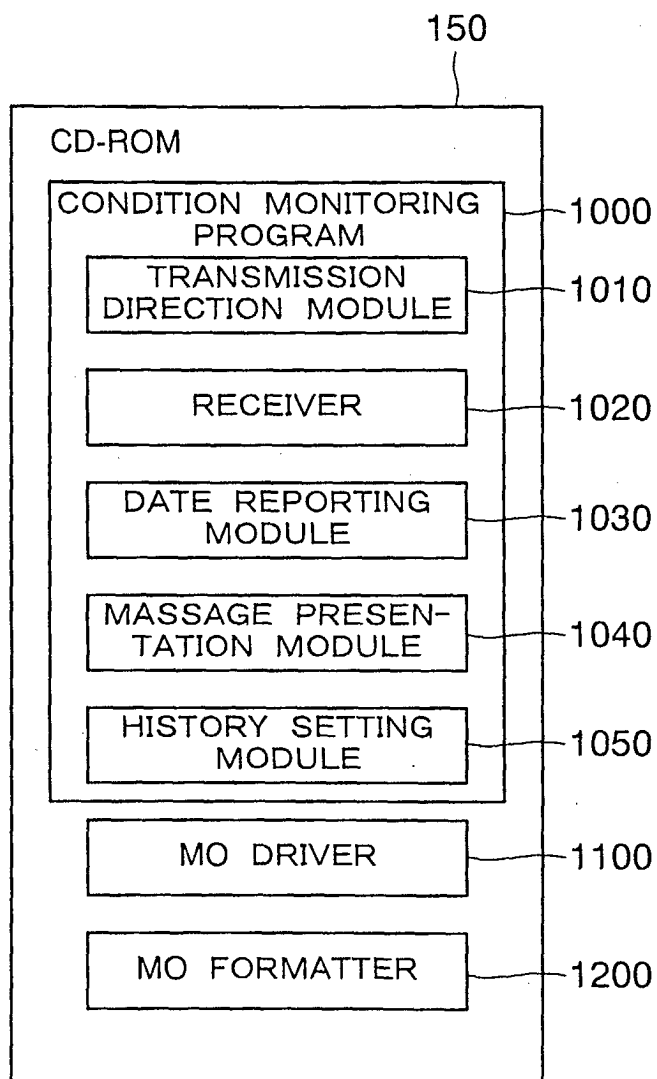 150
CD-ROM
CONDITION MONITORING
PROGRAM
1000
TRANSMISSION
DIRECTION MODULE
1010
RECEIVER
1020
DATE REPORTING
MODULE
1030
MASSAGE PRESEN-
TATION MODULE
1040
HISTORY SETTING
MODULE
1050
MO DRIVER
1100
MO FORMATTER
1200